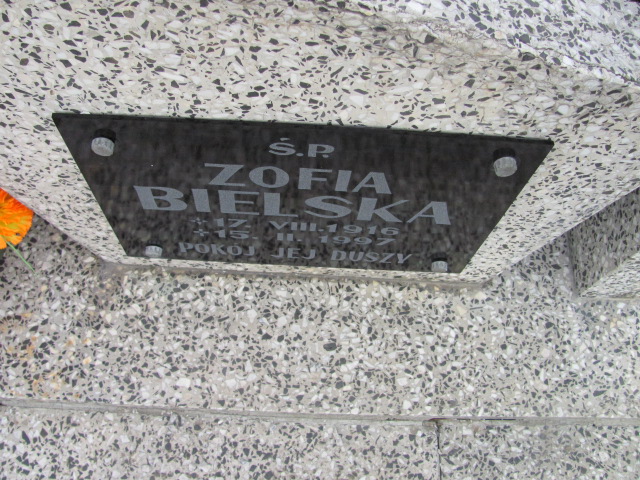 Ś.P.
ZOFIA
BIELSKA
* 17 VIII.1916
+ 15 II.1997
POKÓJ JEJ DUSZY